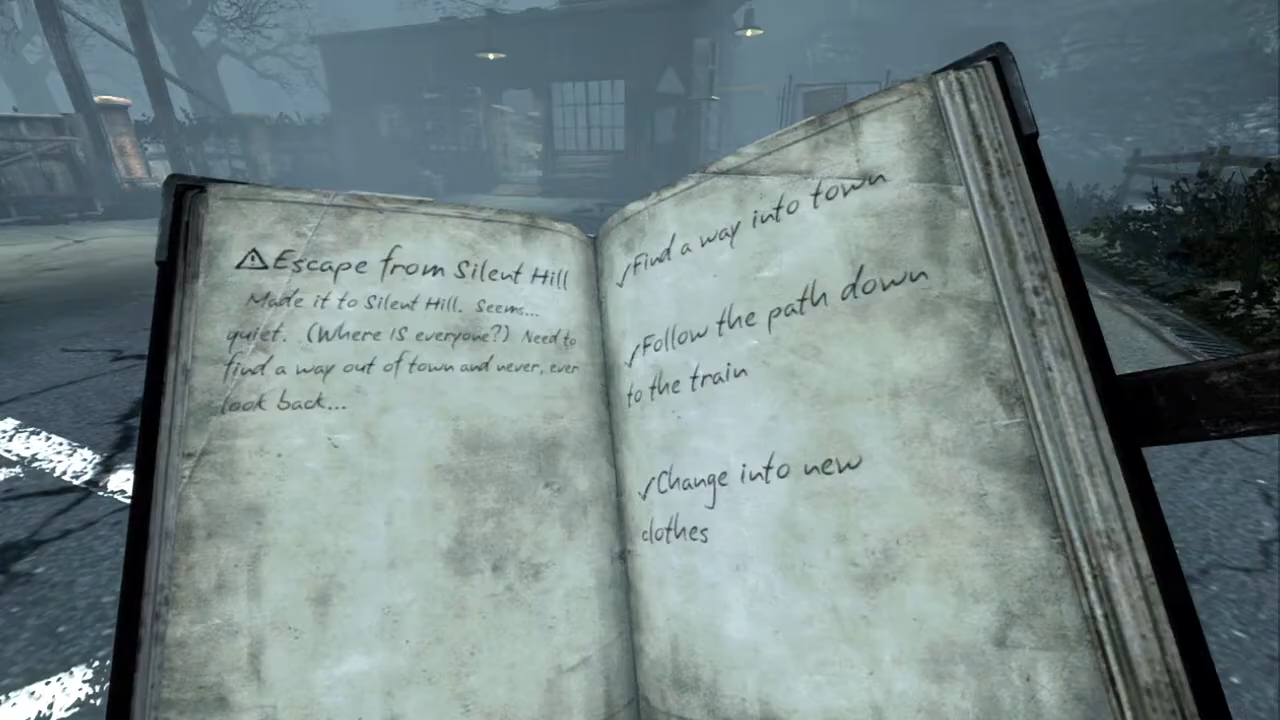 ⚠Escape from Silent Hill
Made it to Silent Hill. Seems...
quiet. (Where IS everyone?) Need to
find a way out of town and never, ever
look back...
✓Find a way into town
✓Follow the path down
to the train
✓Change into new
clothes